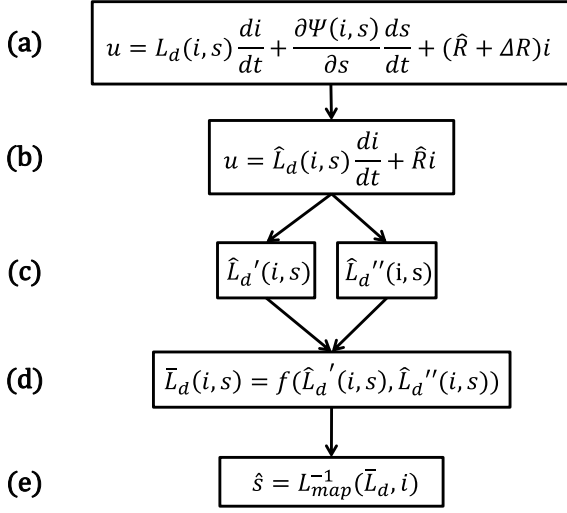 (a) u = L_d(i, s) di/dt + ∂Ψ(i, s)/∂s ds/dt + (R̂ + ΔR)i
(b) u = L̂_d(i, s) di/dt + R̂i
(c) L̂_d′(i, s) L̂_d′′(i, s)
(d) L̄_d(i, s) = f(L̂_d′(i, s), L̂_d′′(i, s))
(e) ŝ = L_map^−1(L̄_d, i)